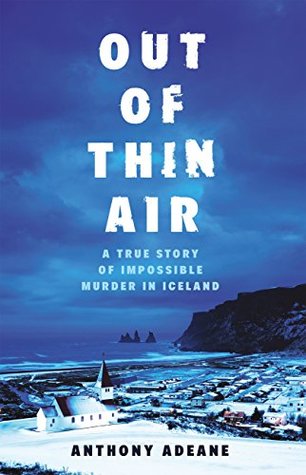 OUT
OF
THIN
AIR
A TRUE STORY
OF IMPOSSIBLE
MURDER IN ICELAND
ANTHONY ADEANE